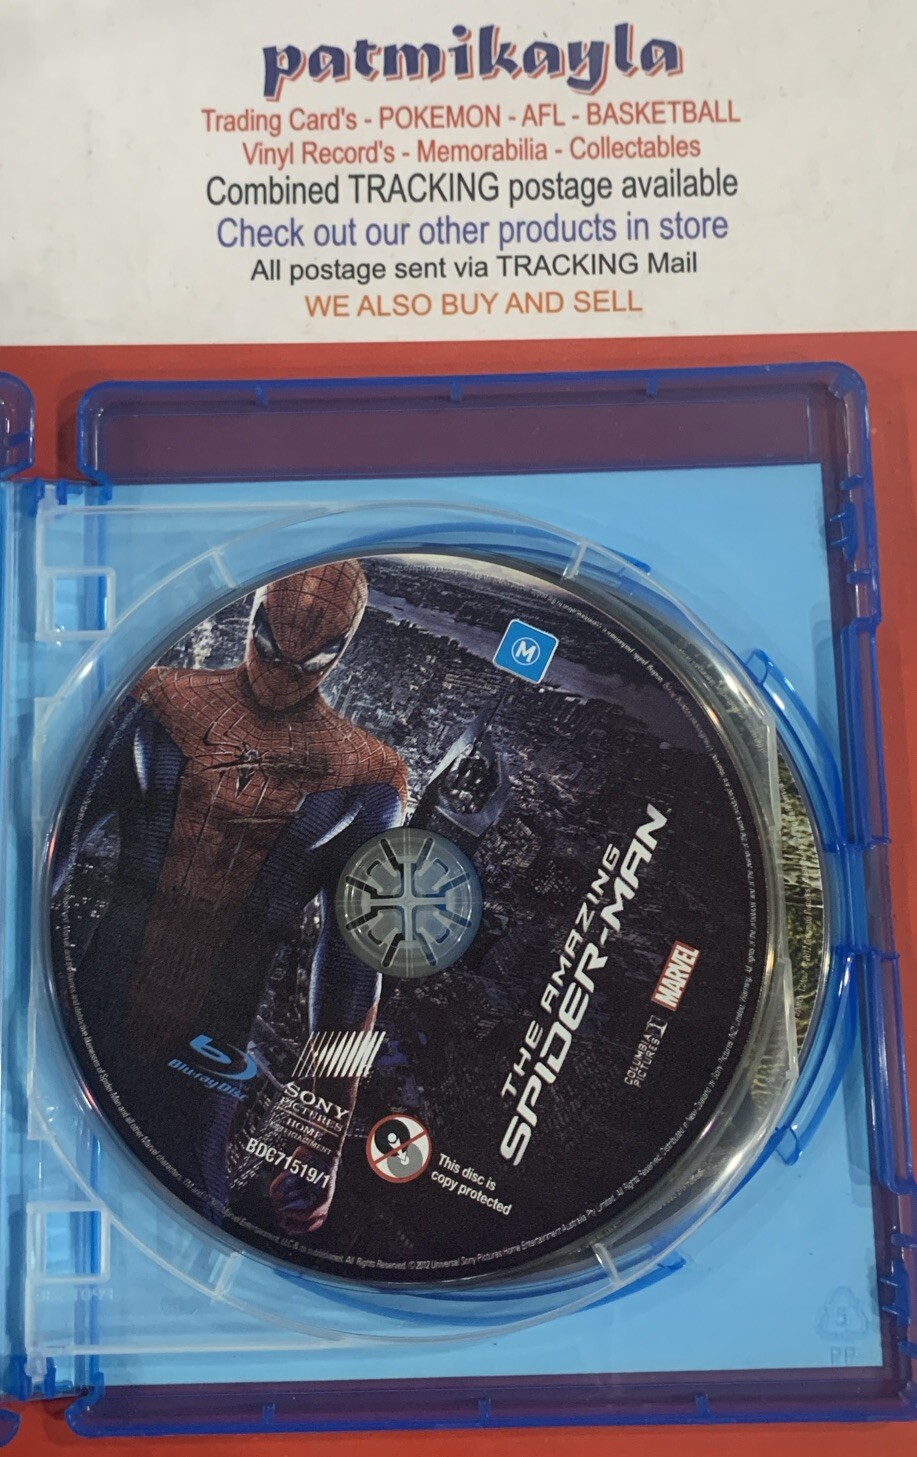 patmikayla
Trading Card's - POKEMON - AFL - BASKETBALL
Vinyl Record's - Memorabilia - Collectables
Combined TRACKING postage available
Check out our other products in store
All postage sent via TRACKING Mail
WE ALSO BUY AND SELL
M
THE AMAZING
SPIDER-MAN
MARVEL
COLUMBIA
PICTURES
Blu-ray Disc
SONY
PICTURES
HOME
ENTERTAINMENT
BDC71519/1
This disc is
copy protected
5
PP